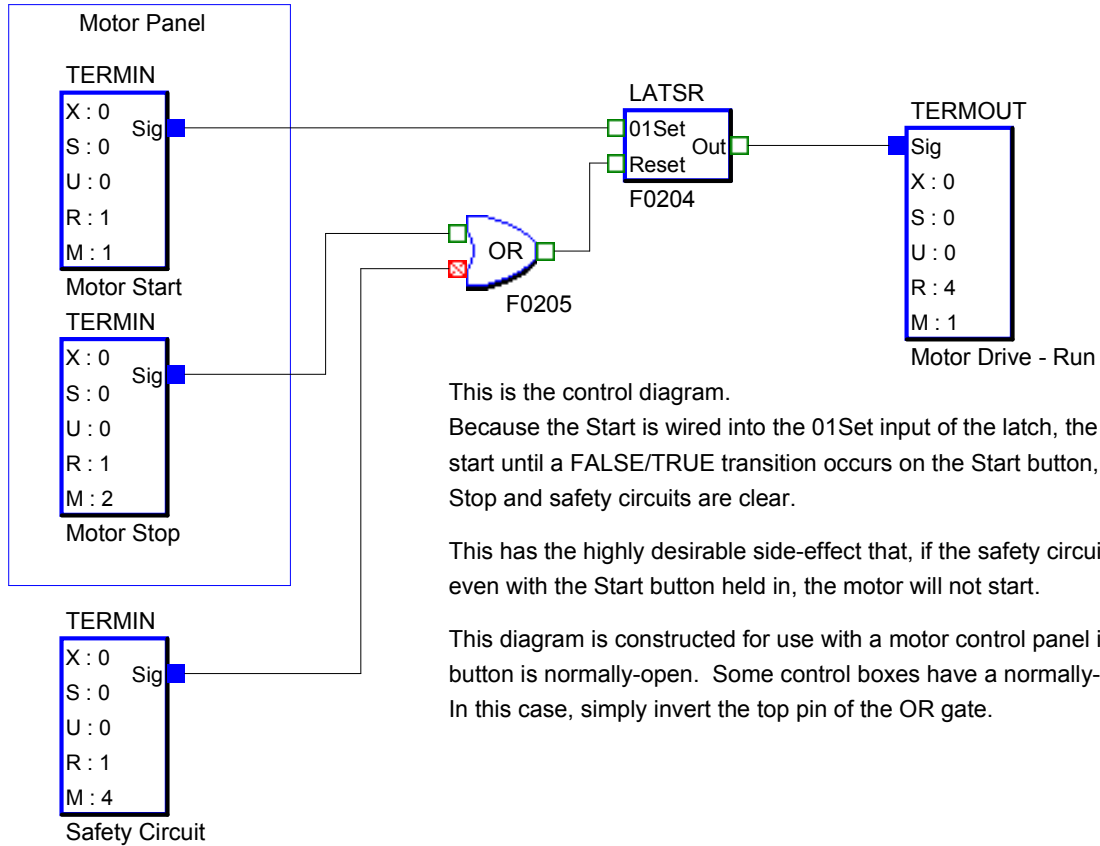 Motor Panel
TERMIN
X : 0
Sig
S : 0
U : 0
R : 1
M : 1
Motor Start
TERMIN
X : 0
Sig
S : 0
U : 0
R : 1
M : 2
Motor Stop
TERMIN
X : 0
Sig
S : 0
U : 0
R : 1
M : 4
Safety Circuit
OR
F0205
LATSR
01Set
Out
Reset
F0204
TERMOUT
Sig
X : 0
S : 0
U : 0
R : 4
M : 1
Motor Drive - Run
This is the control diagram.
Because the Start is wired into the 01Set input of the latch, the
start until a FALSE/TRUE transition occurs on the Start button,
Stop and safety circuits are clear.
This has the highly desirable side-effect that, if the safety
even with the Start button held in, the motor will not start.
This diagram is constructed for use with a motor control panel
button is normally-open. Some control boxes have a normally-
In this case, simply invert the top pin of the OR gate.